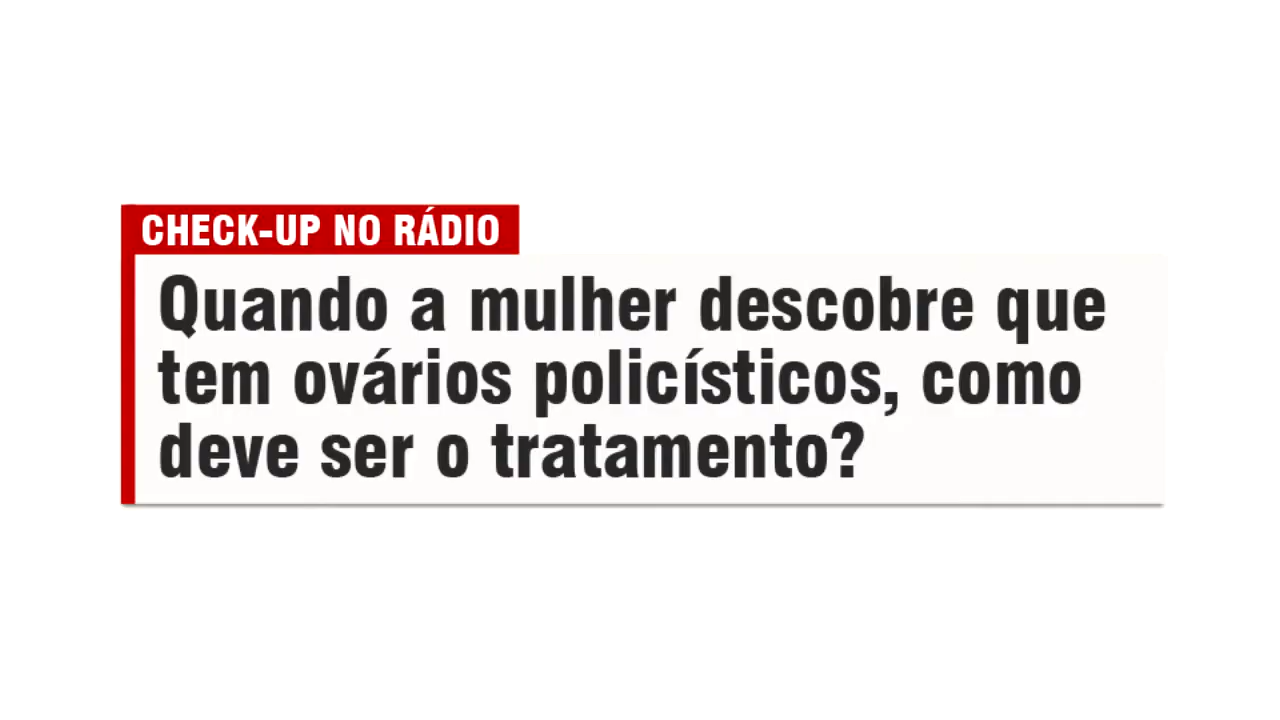 CHECK-UP NO RÁDIO
Quando a mulher descobre que
tem ovários policísticos, como
deve ser o tratamento?